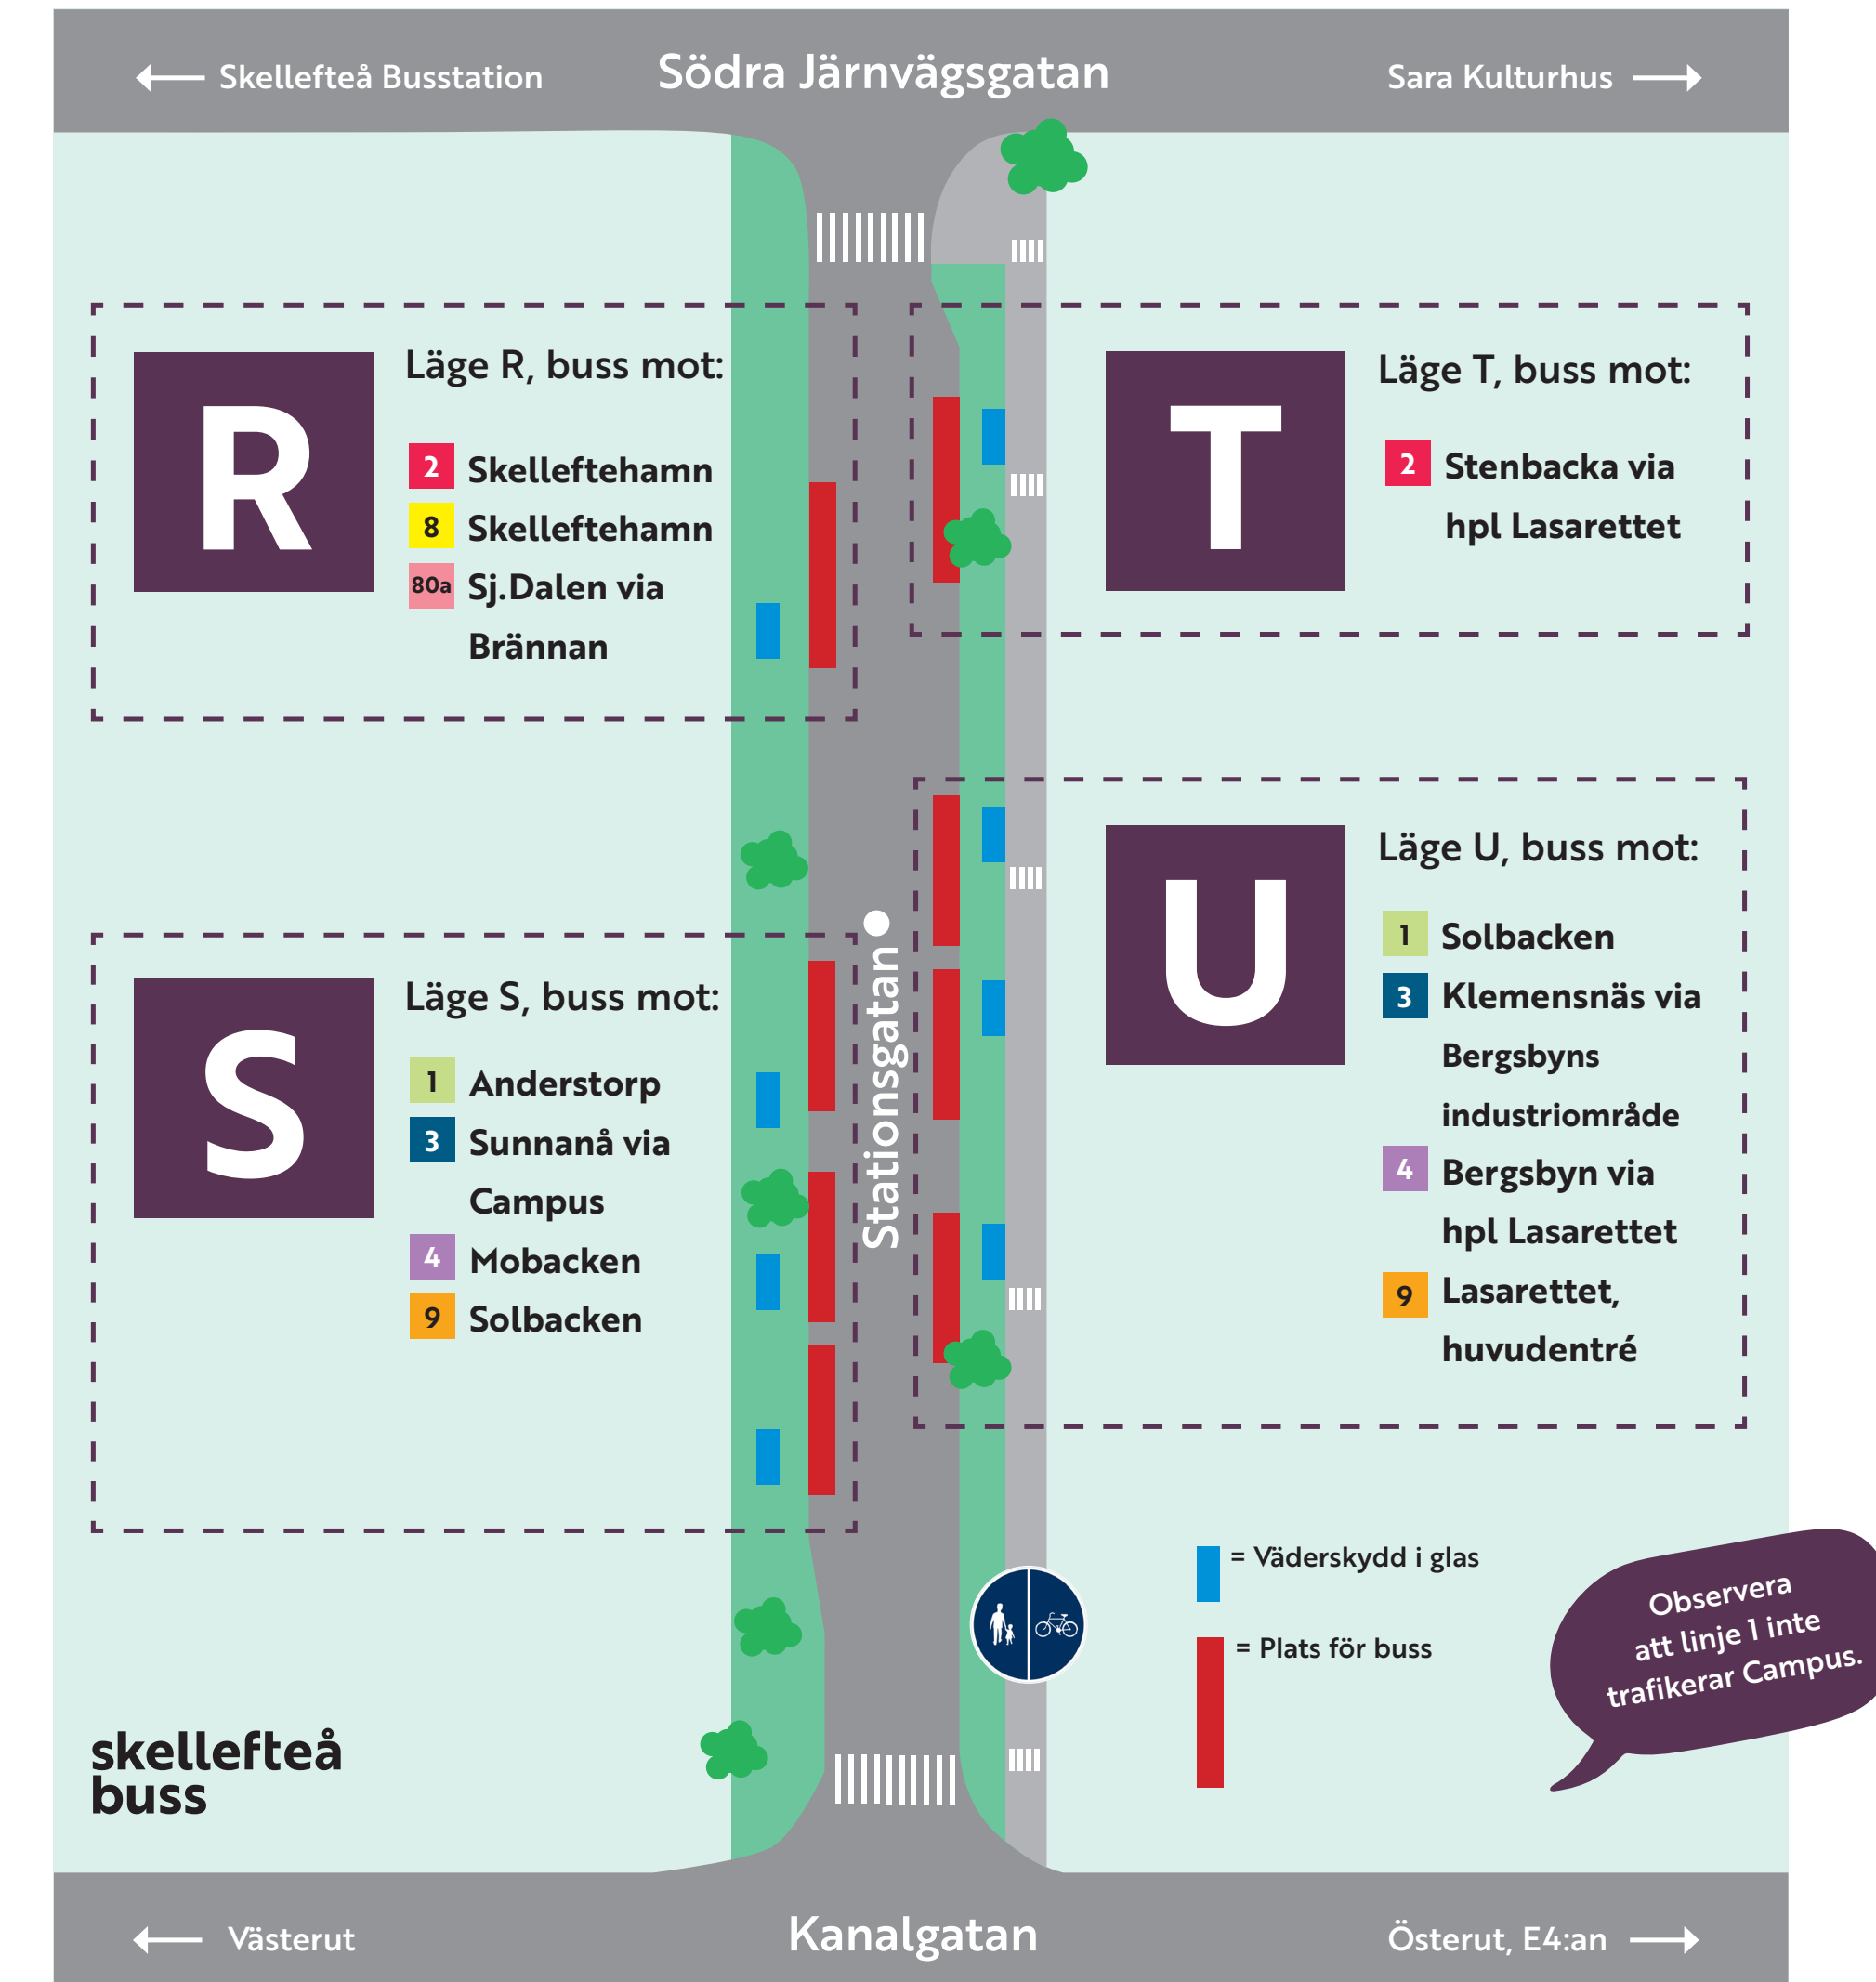 Skellefteå Busstation
Södra Järnvägsgatan
Sara Kulturhus
R
Läge R, buss mot:
2 Skelleftehamn
8 Skelleftehamn
80a Sj.Dalen via
Brännan
T
Läge T, buss mot:
2 Stenbacka via
hpl Lasarettet
S
Läge S, buss mot:
1 Anderstorp
3 Sunnanå via
Campus
4 Mobacken
9 Solbacken
Stationsgatan
U
Läge U, buss mot:
1 Solbacken
3 Klemensnäs via
Bergsbyns
industriområde
4 Bergsbyn via
hpl Lasarettet
9 Lasarettet,
huvudentré
= Väderskydd i glas
= Plats för buss
Observera
att linje 1 inte
trafikerar Campus.
skellefteå
buss
Västerut
Kanalgatan
Österut, E4:an